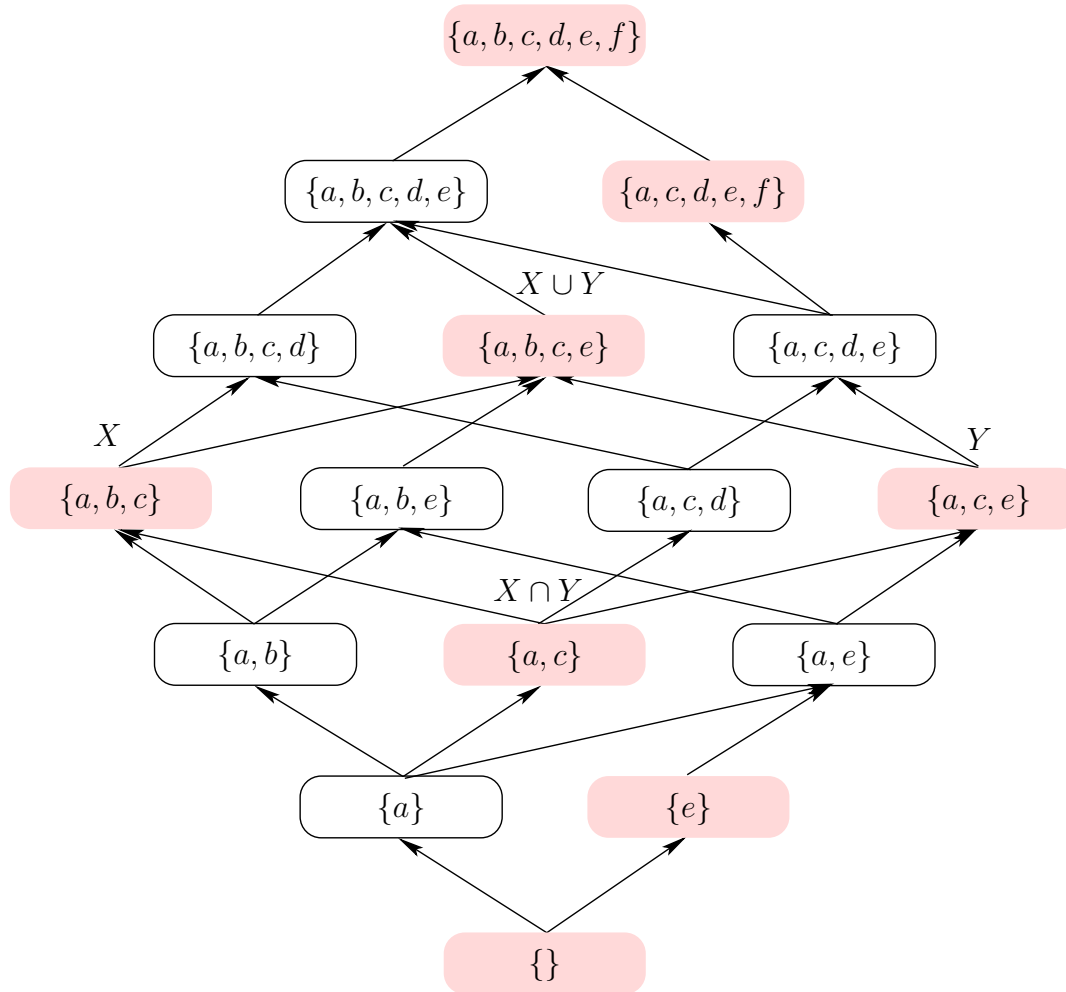 {a, b, c, d, e, f}
{a, b, c, d, e}
{a, c, d, e, f}
X ∪ Y
{a, b, c, d}
{a, b, c, e}
{a, c, d, e}
X
Y
{a, b, c}
{a, b, e}
{a, c, d}
{a, c, e}
X ∩ Y
{a, b}
{a, c}
{a, e}
{a}
{e}
{}